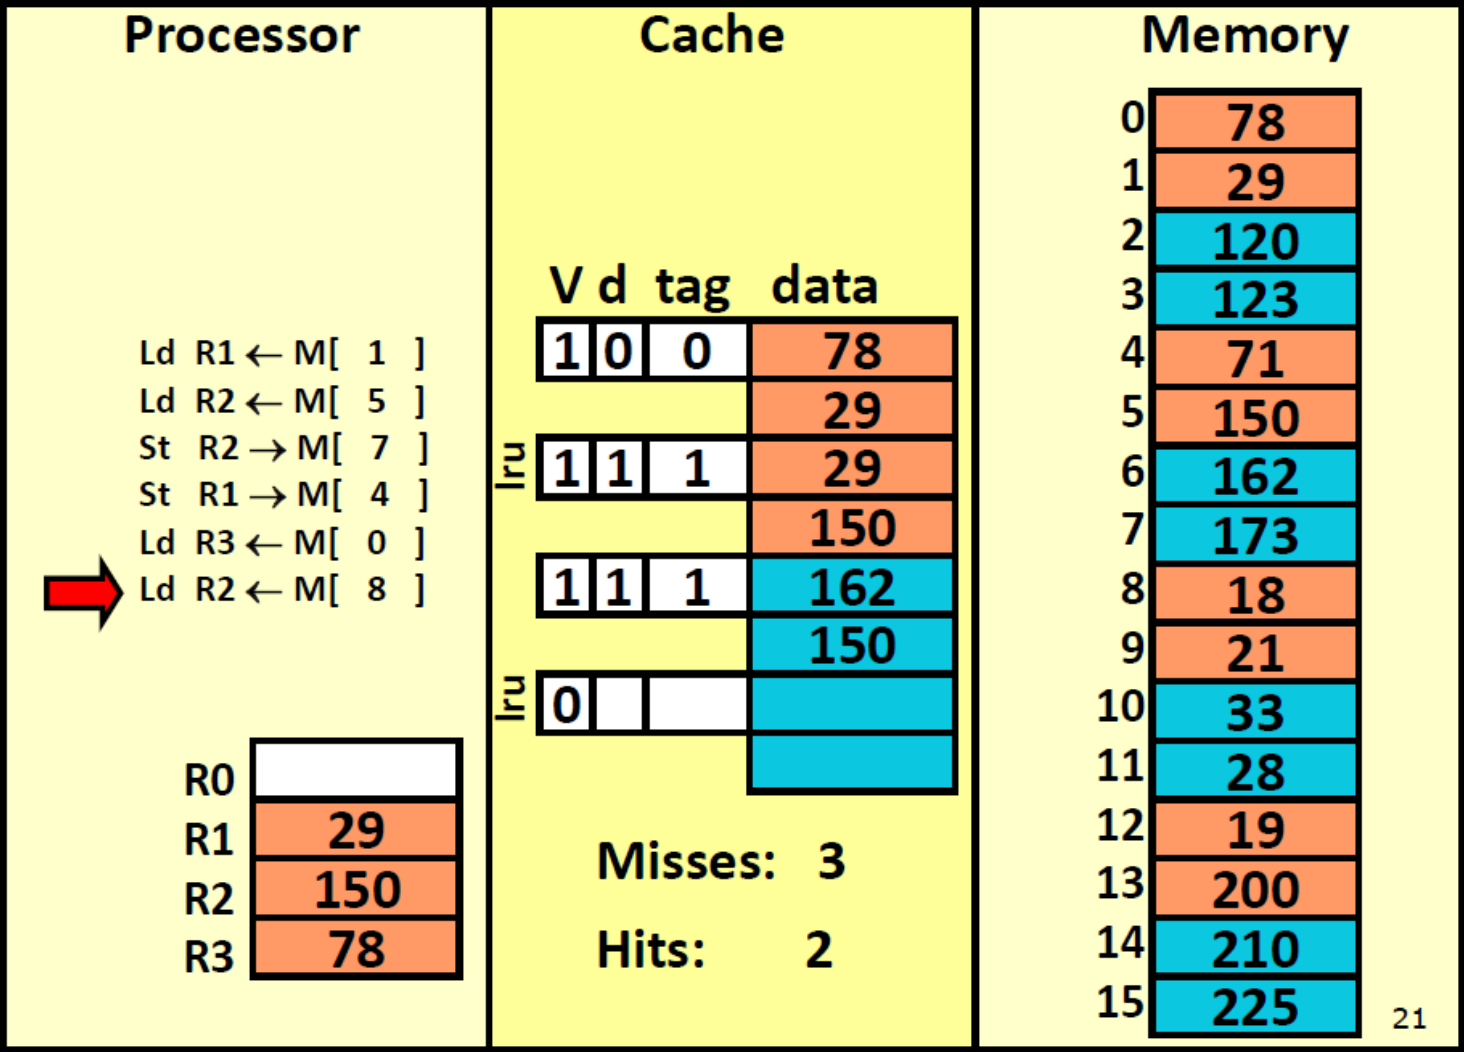 Processor
Ld R1 ← M[ 1 ]
Ld R2 ← M[ 5 ]
St R2 → M[ 7 ]
St R1 → M[ 4 ]
Ld R3 ← M[ 0 ]
Ld R2 ← M[ 8 ]
R0
R1 29
R2 150
R3 78
Cache
V d tag data
1 0 0 78
29
lru 1 1 1 29
150
1 1 1 162
150
lru 0
Misses: 3
Hits: 2
Memory
0 78
1 29
2 120
3 123
4 71
5 150
6 162
7 173
8 18
9 21
10 33
11 28
12 19
13 200
14 210
15 225
21